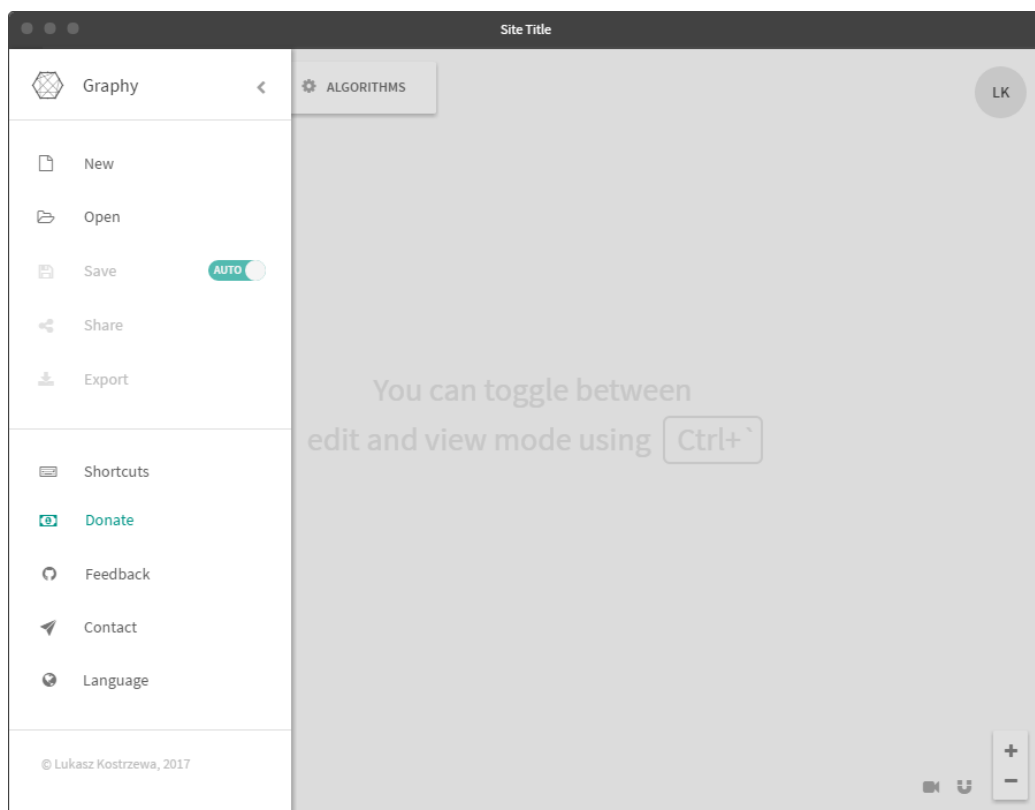 Site Title
Graphy
ALGORITHMS
LK
New
Open
Save AUTO
Share
Export
You can toggle between
edit and view mode using Ctrl+`
Shortcuts
Donate
Feedback
Contact
Language
© Lukasz Kostrzewa, 2017